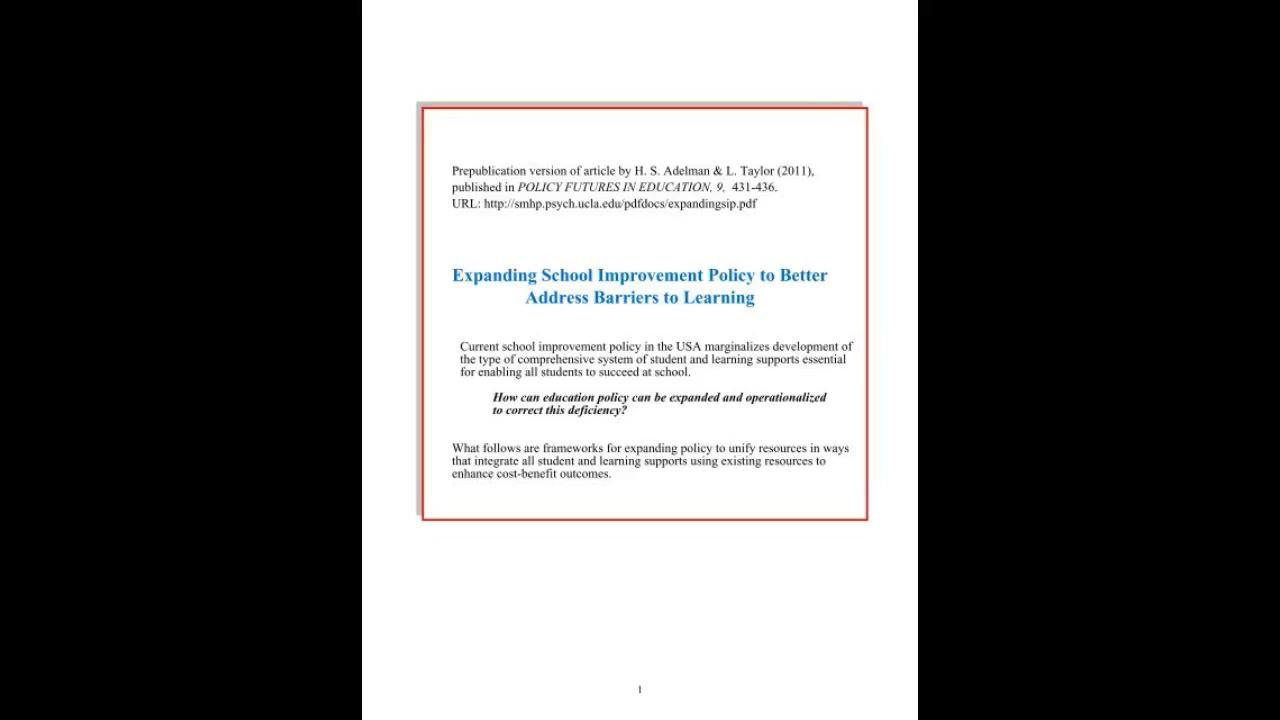 Prepublication version of article by H. S. Adelman & L. Taylor (2011),
published in POLICY FUTURES IN EDUCATION, 9, 431-436.
URL: http://smhp.psych.ucla.edu/pdfdocs/expandingsip.pdf
Expanding School Improvement Policy to Better
Address Barriers to Learning
Current school improvement policy in the USA marginalizes development of
the type of comprehensive system of student and learning supports essential
for enabling all students to succeed at school.
How can education policy can be expanded and operationalized
to correct this deficiency?
What follows are frameworks for expanding policy to unify resources in ways
that integrate all student and learning supports using existing resources to
enhance cost-benefit outcomes.
1